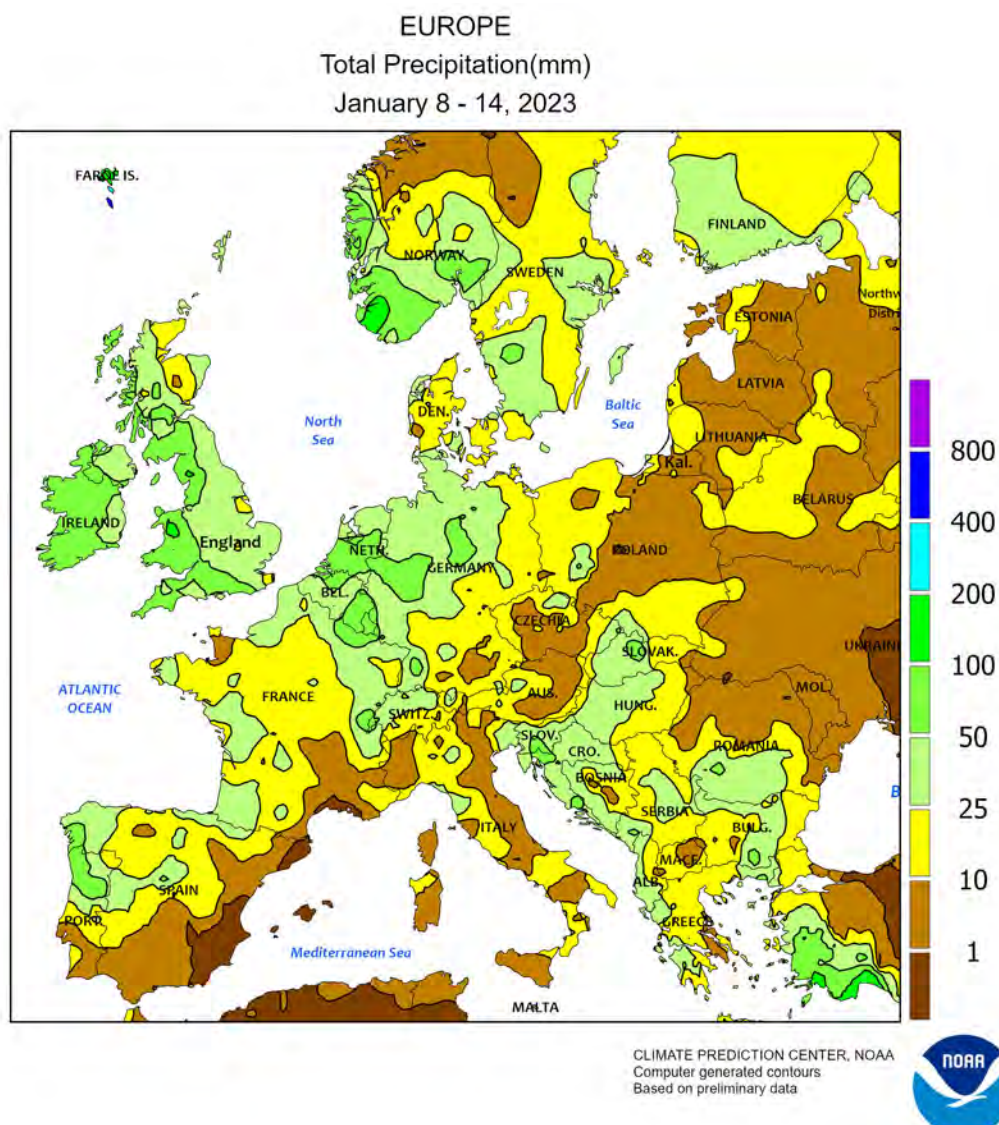 EUROPE
Total Precipitation(mm)
January 8 - 14, 2023
FAROE IS.
FINLAND
NORWAY
SWEDEN
Northw
Distri
ESTONIA
LATVIA
DEN.
North
Sea
Baltic
Sea
LITHUANIA
Kal.
BELARUS
IRELAND
England
NETH.
GERMANY
POLAND
BEL.
CZECHIA
UKRAINE
SLOVAK.
ATLANTIC
OCEAN
FRANCE
AUS.
MOL.
SWITZ.
HUNG.
SLOV.
CRO.
ROMANIA
BOSNIA
B
SERBIA
ITALY
BULG.
MACE.
SPAIN
ALB.
PORT.
GREECE
Mediterranean Sea
MALTA
800
400
200
100
50
25
10
1
CLIMATE PREDICTION CENTER, NOAA
Computer generated contours
Based on preliminary data
NOAA